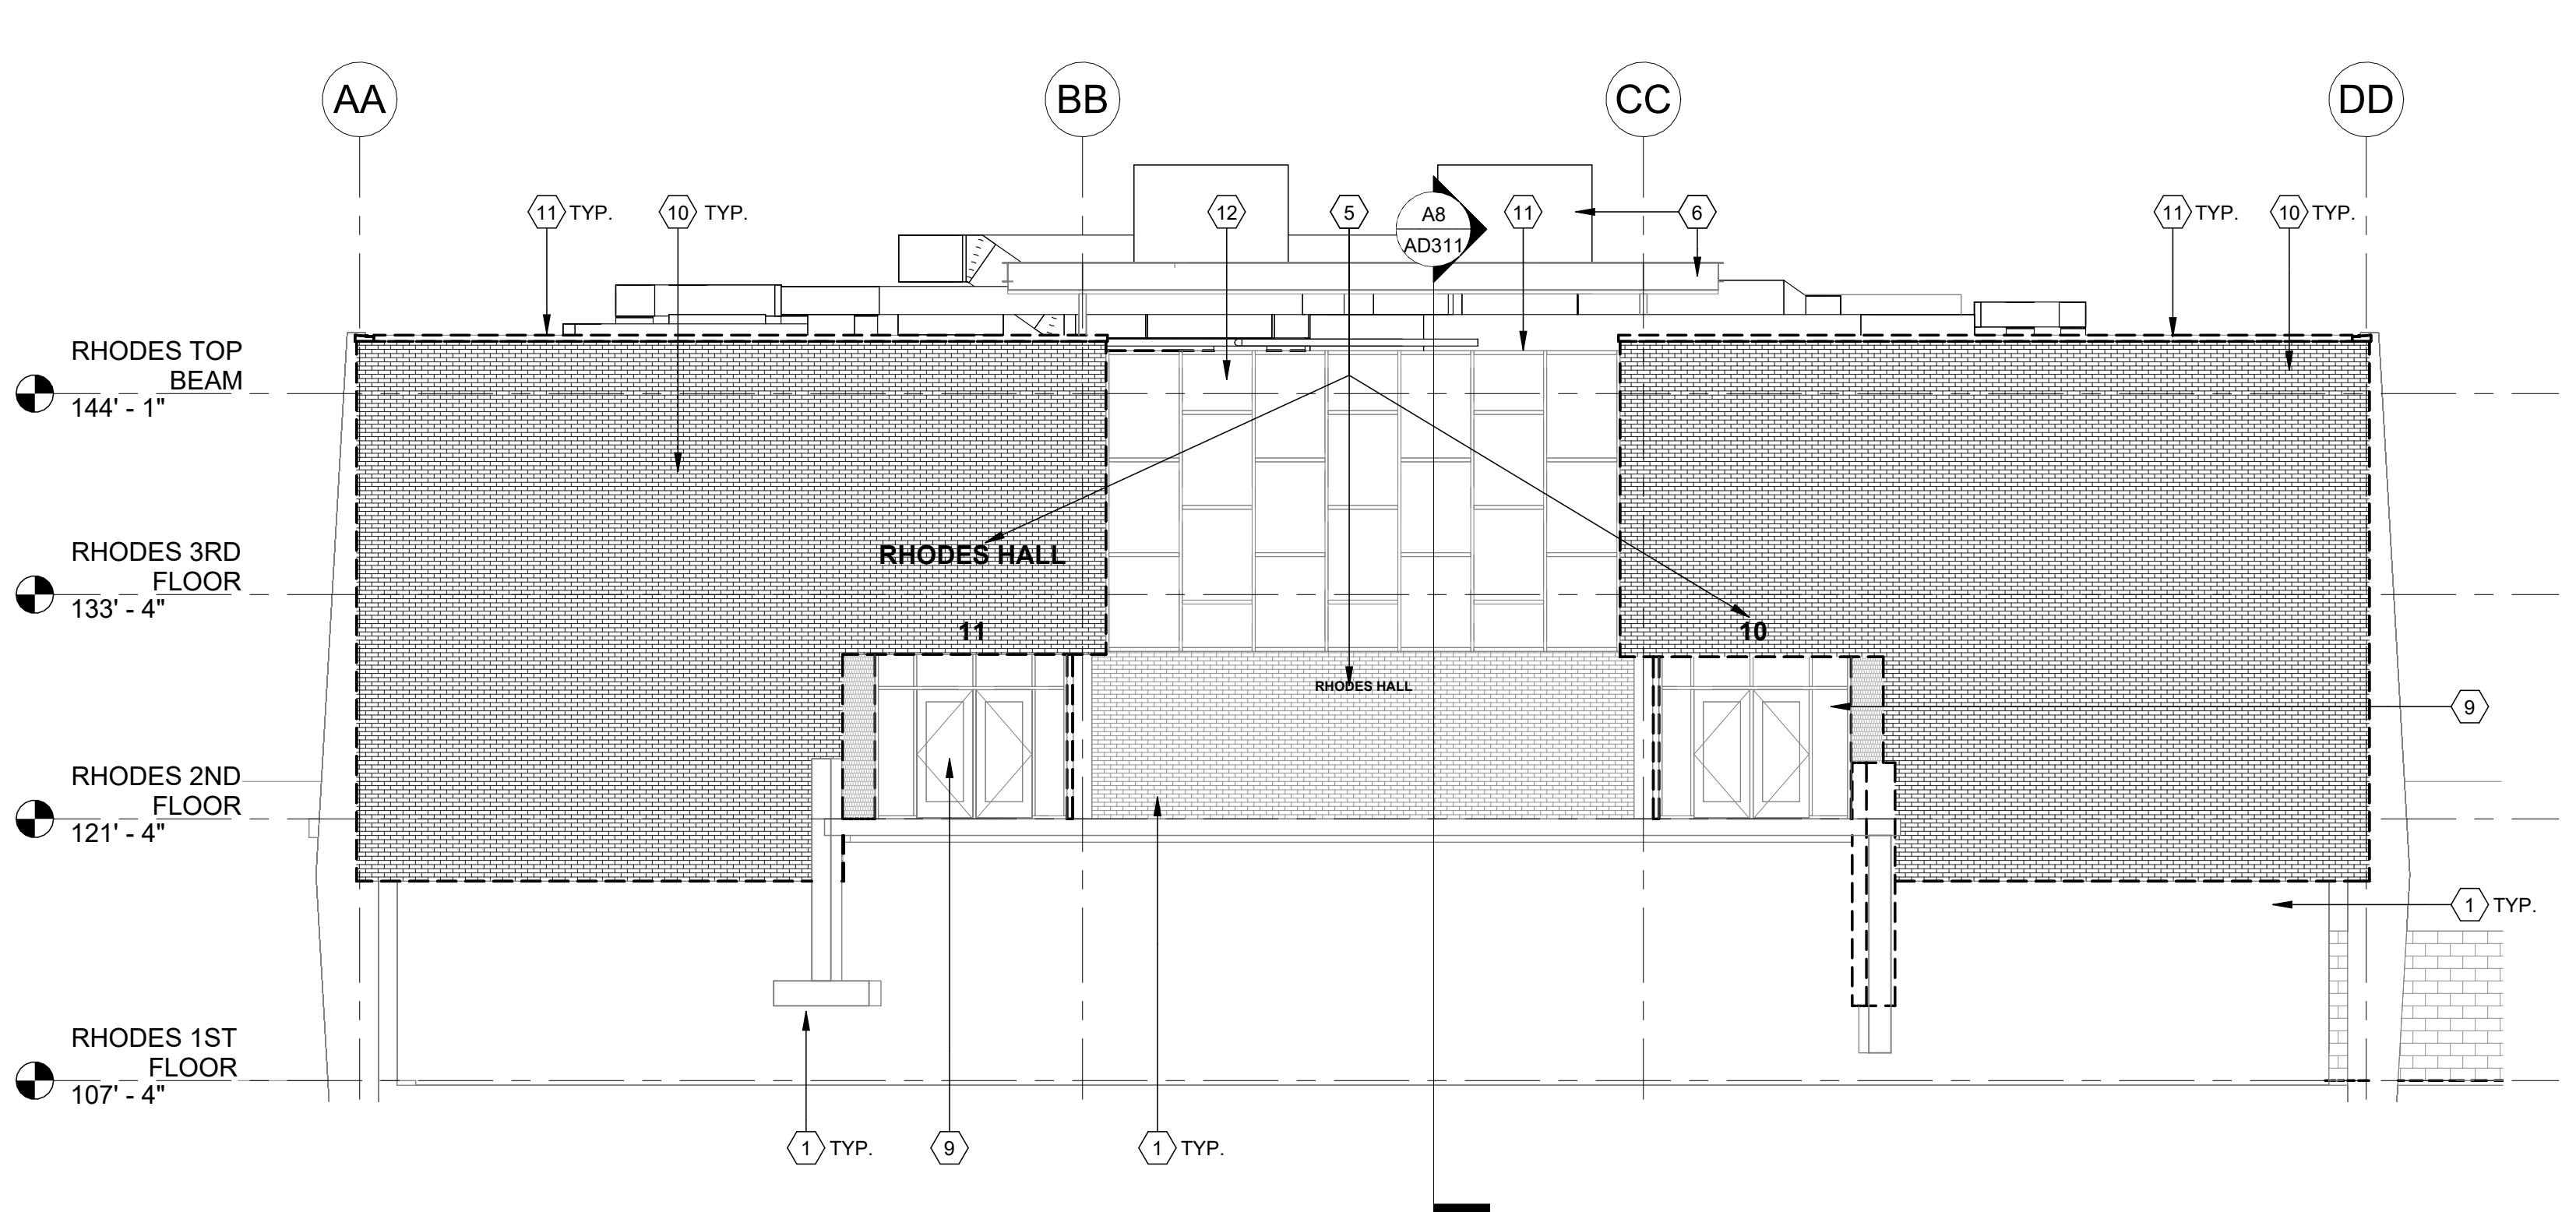 AA
BB
CC
DD
11 TYP.
10 TYP.
12
5
A8
AD311
11
6
11 TYP.
10 TYP.
RHODES TOP
BEAM
144' - 1"
RHODES 3RD
FLOOR
133' - 4"
RHODES HALL
11
10
RHODES HALL
9
RHODES 2ND
FLOOR
121' - 4"
1 TYP.
RHODES 1ST
FLOOR
107' - 4"
1 TYP.
9
1 TYP.